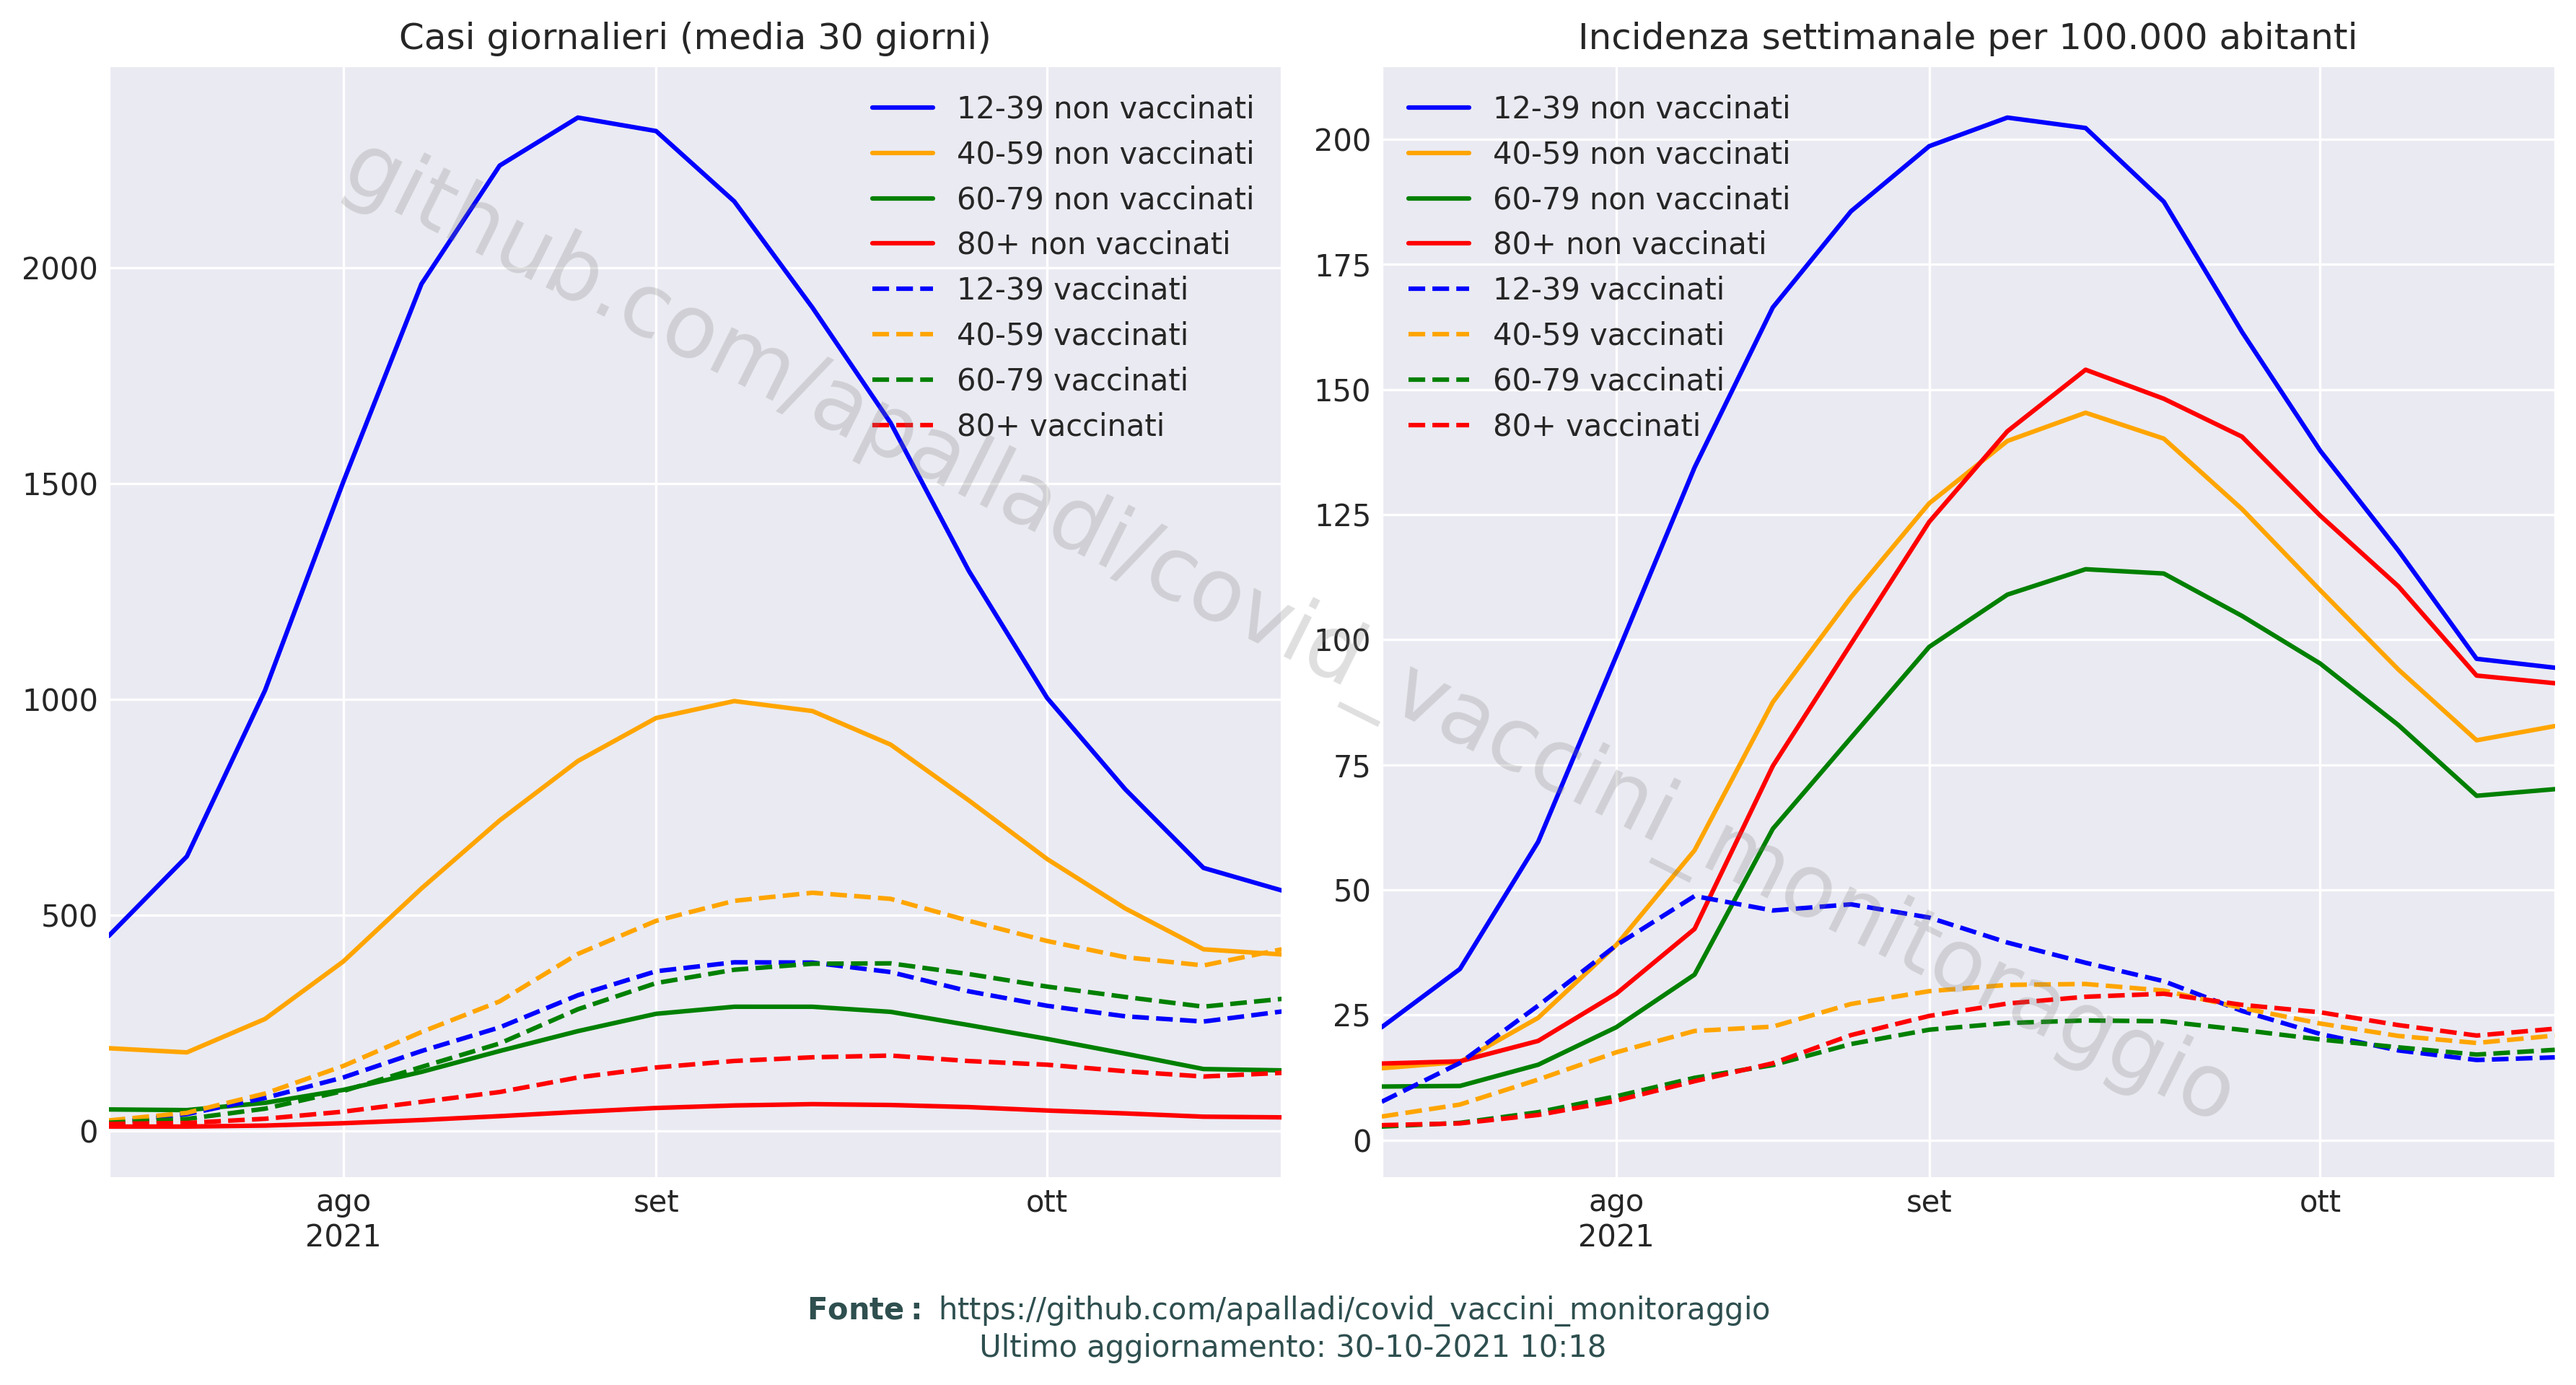 Casi giornalieri (media 30 giorni)
2000
1500
1000
500
0
12-39 non vaccinati
40-59 non vaccinati
60-79 non vaccinati
80+ non vaccinati
12-39 vaccinati
40-59 vaccinati
60-79 vaccinati
80+ vaccinati
ago
2021
set
ott
Incidenza settimanale per 100.000 abitanti
200
175
150
125
100
75
50
25
0
12-39 non vaccinati
40-59 non vaccinati
60-79 non vaccinati
80+ non vaccinati
12-39 vaccinati
40-59 vaccinati
60-79 vaccinati
80+ vaccinati
ago
2021
set
ott
github.com/apalladi/covid_vaccini_monitoraggio
Fonte: https://github.com/apalladi/covid_vaccini_monitoraggio
Ultimo aggiornamento: 30-10-2021 10:18